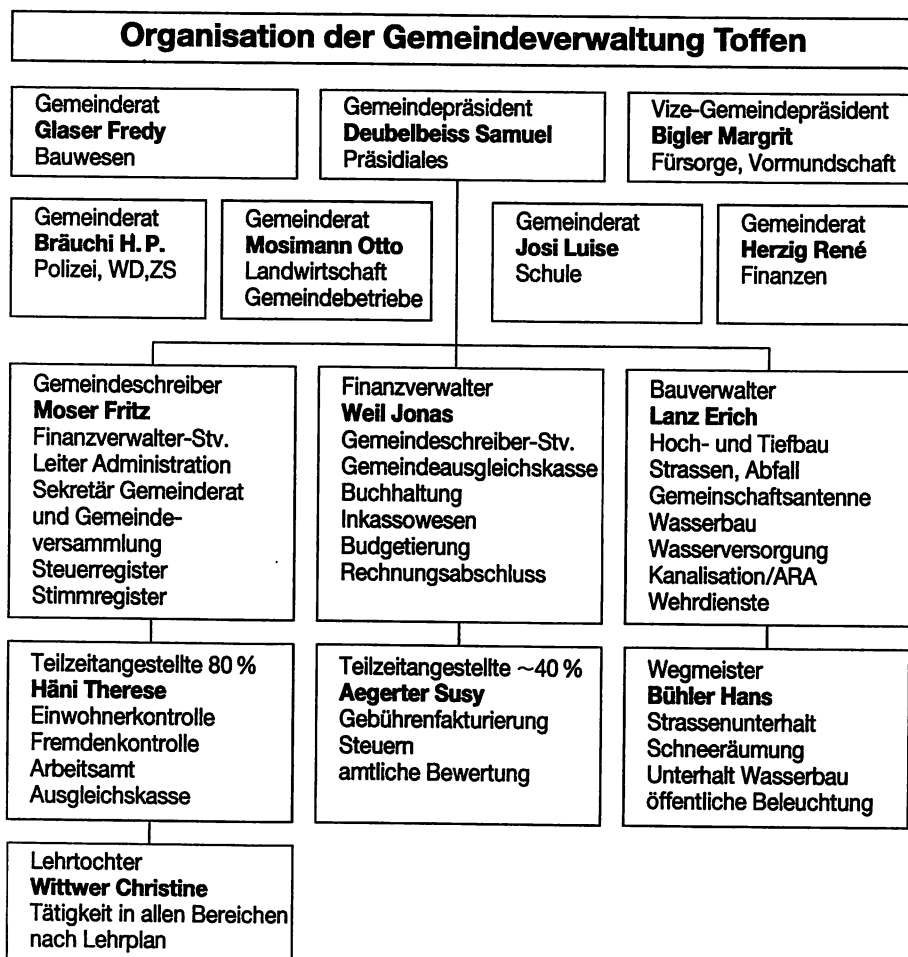 Organisation der Gemeindeverwaltung Toffen
Gemeinderat
Glaser Fredy
Bauwesen
Gemeindepräsident
Deubelbeiss Samuel
Präsidiales
Vize-Gemeindepräsident
Bigler Margrit
Fürsorge, Vormundschaft
Gemeinderat
Bräuchi H.P.
Polizei, WD,ZS
Gemeinderat
Mosimann Otto
Landwirtschaft
Gemeindebetriebe
Gemeinderat
Josi Luise
Schule
Gemeinderat
Herzig René
Finanzen
Gemeindeschreiber
Moser Fritz
Finanzverwalter-Stv.
Leiter Administration
Sekretär Gemeinderat
und Gemeinde-
versammlung
Steuerregister
Stimmregister
Finanzverwalter
Weil Jonas
Gemeindeschreiber-Stv.
Gemeindeausgleichskasse
Buchhaltung
Inkassowesen
Budgetierung
Rechnungsabschluss
Bauverwalter
Lanz Erich
Hoch- und Tiefbau
Strassen, Abfall
Gemeinschaftsantenne
Wasserbau
Wasserversorgung
Kanalisation/ARA
Wehrdienste
Teilzeitangestellte 80 %
Häni Therese
Einwohnerkontrolle
Fremdenkontrolle
Arbeitsamt
Ausgleichskasse
Teilzeitangestellte ~40 %
Aegerter Susy
Gebührenfakturierung
Steuern
amtliche Bewertung
Wegmeister
Bühler Hans
Strassenunterhalt
Schneeräumung
Unterhalt Wasserbau
öffentliche Beleuchtung
Lehrtochter
Wittwer Christine
Tätigkeit in allen Bereichen
nach Lehrplan